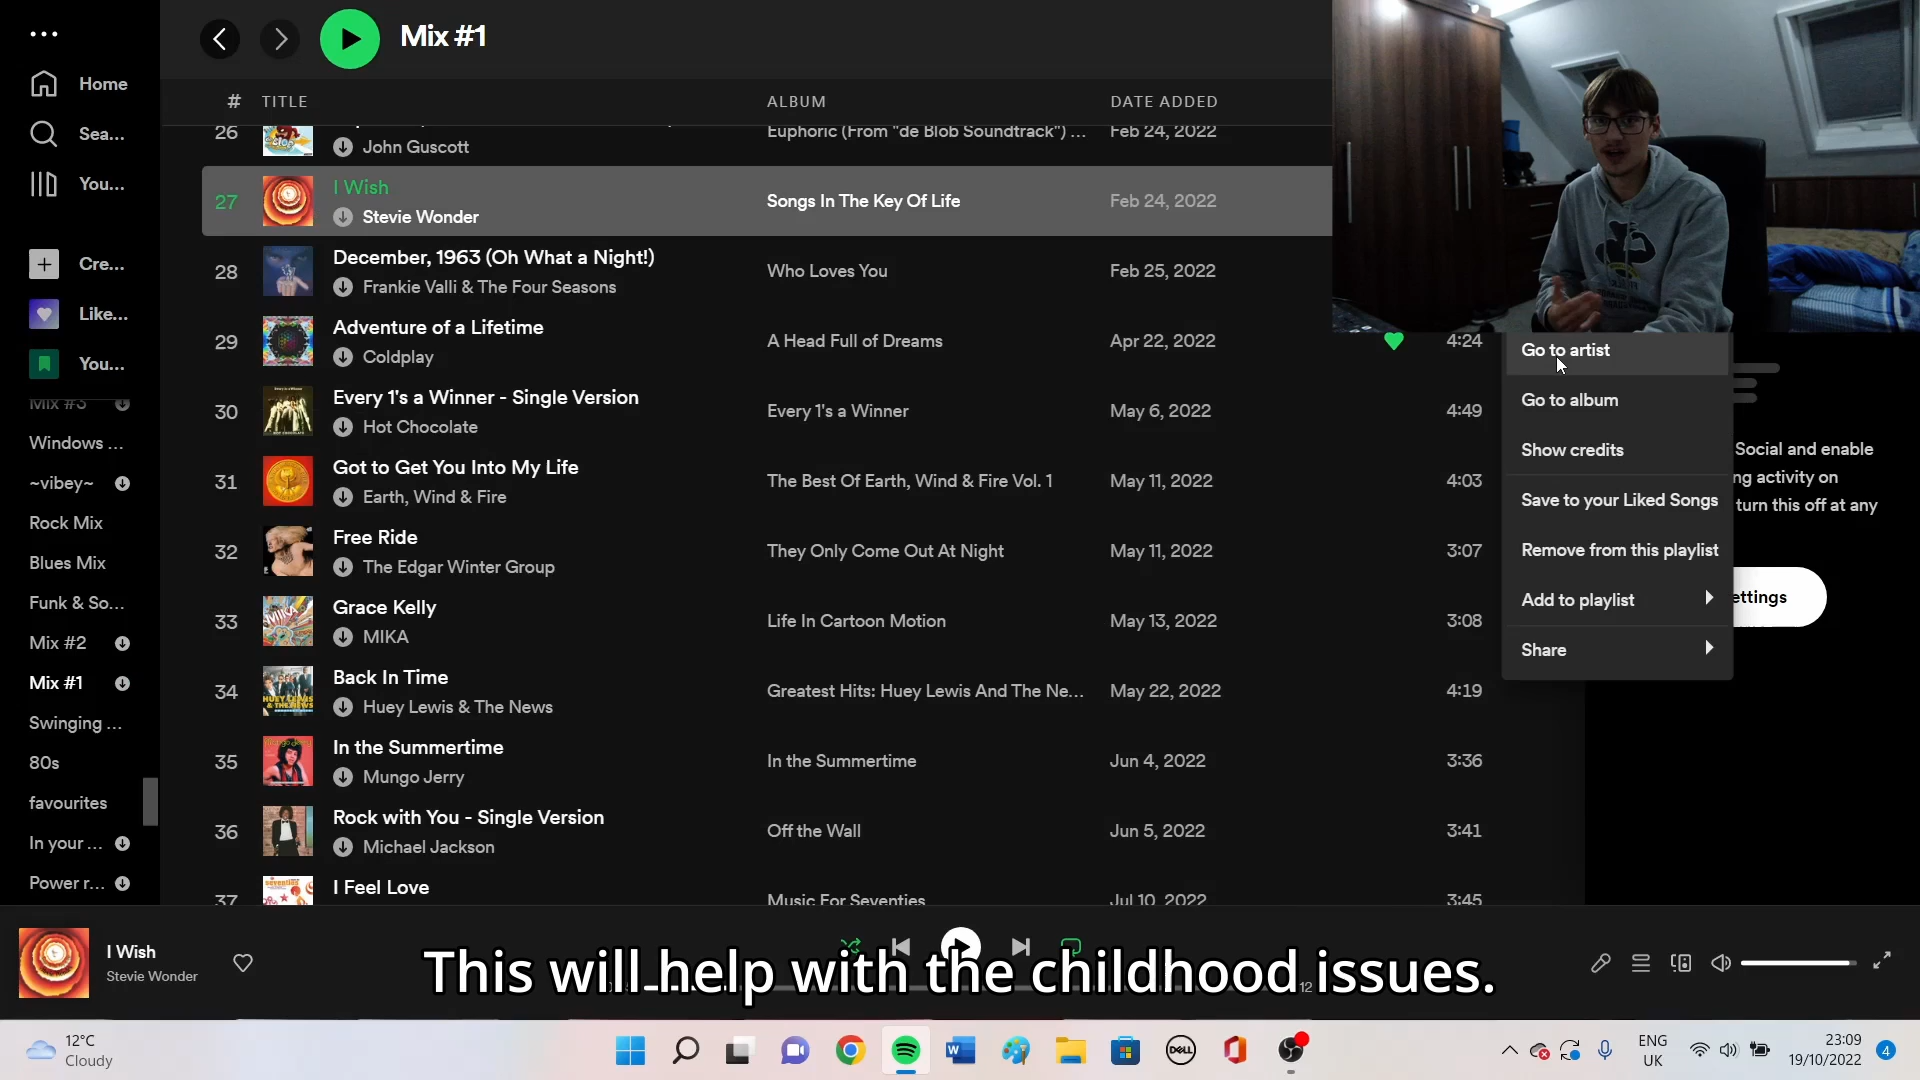 Mix #1
Home
Sea...
You...
Cre...
Like...
You...
Mix #3
Windows ...
~vibey~
Rock Mix
Blues Mix
Funk & So...
Mix #2
Mix #1
Swinging ...
80s
favourites
In your ...
Power r...
# TITLE ALBUM DATE ADDED
26 John Guscott Euphoric (From "de Blob Soundtrack") ... Feb 24, 2022
27 I Wish Songs In The Key Of Life Feb 24, 2022
Stevie Wonder
28 December, 1963 (Oh What a Night!) Who Loves You Feb 25, 2022
Frankie Valli & The Four Seasons
29 Adventure of a Lifetime A Head Full of Dreams Apr 22, 2022 4:24
Coldplay
30 Every 1's a Winner - Single Version Every 1's a Winner May 6, 2022 4:49
Hot Chocolate
31 Got to Get You Into My Life The Best Of Earth, Wind & Fire Vol. 1 May 11, 2022 4:03
Earth, Wind & Fire
32 Free Ride They Only Come Out At Night May 11, 2022 3:07
The Edgar Winter Group
33 Grace Kelly Life In Cartoon Motion May 13, 2022 3:08
MIKA
34 Back In Time Greatest Hits: Huey Lewis And The Ne... May 22, 2022 4:19
Huey Lewis & The News
35 In the Summertime In the Summertime Jun 4, 2022 3:36
Mungo Jerry
36 Rock with You - Single Version Off the Wall Jun 5, 2022 3:41
Michael Jackson
37 I Feel Love Music For Seventies Jul 10, 2022 3:45
Go to artist
Go to album
Show credits
Save to your Liked Songs
Remove from this playlist
Add to playlist
Share
Social and enable
ng activity on
turn this off at any
ettings
I Wish
Stevie Wonder
This will help with the childhood issues.
12
12°C
Cloudy
W
DELL
ENG
UK
23:09
19/10/2022
4